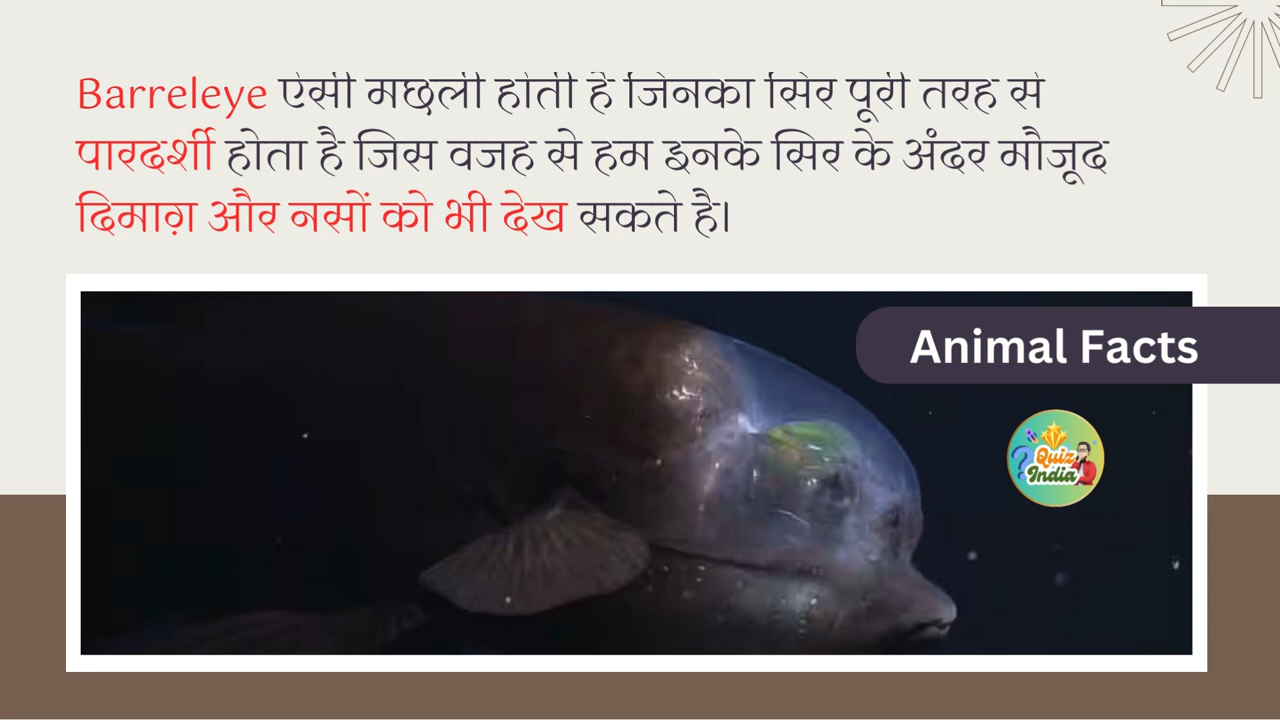 Barreleye ऐसी मछली होती है जिनका सिर पूरी तरह से
पारदर्शी होता है जिस वजह से हम इनके सिर के अंदर मौजूद
दिमाग़ और नसों को भी देख सकते है।
Animal Facts
Quiz
India